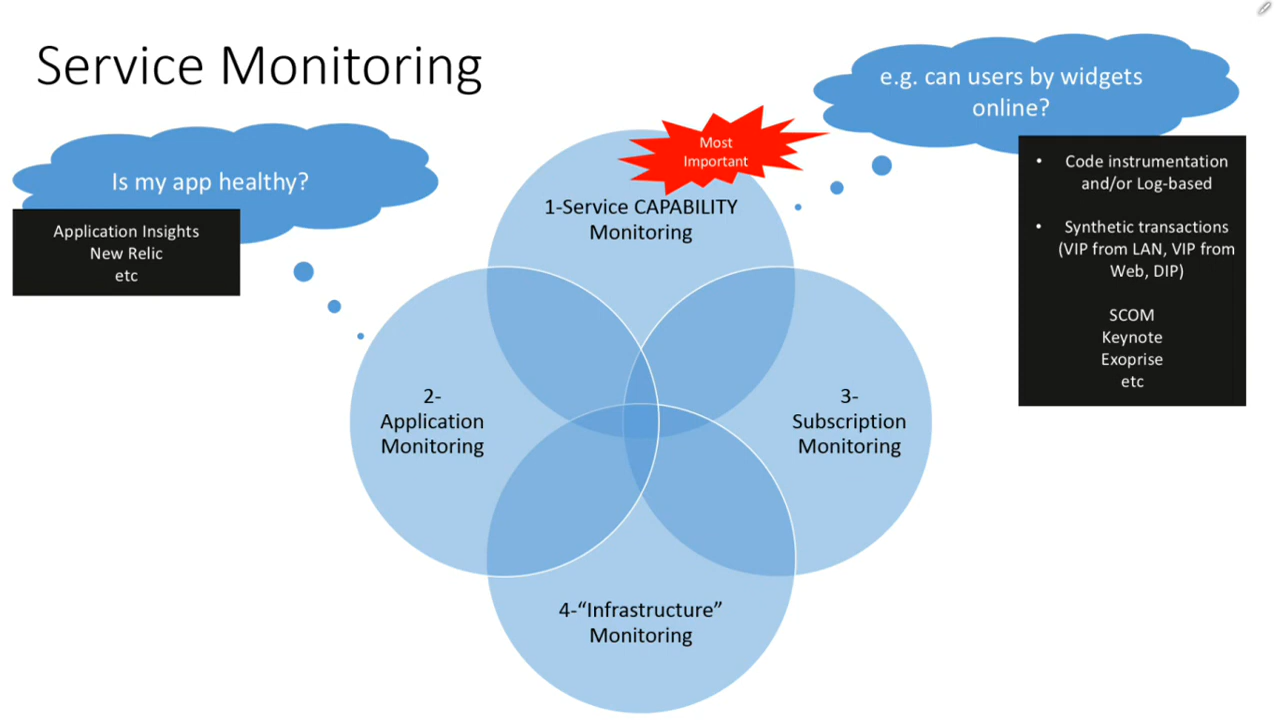 Service Monitoring
e.g. can users by widgets
online?
Most
Important
Is my app healthy?
Application Insights
New Relic
etc
• Code instrumentation
and/or Log-based
• Synthetic transactions
(VIP from LAN, VIP from
Web, DIP)
SCOM
Keynote
Exoprise
etc
1-Service CAPABILITY
Monitoring
2-
Application
Monitoring
3-
Subscription
Monitoring
4-“Infrastructure”
Monitoring